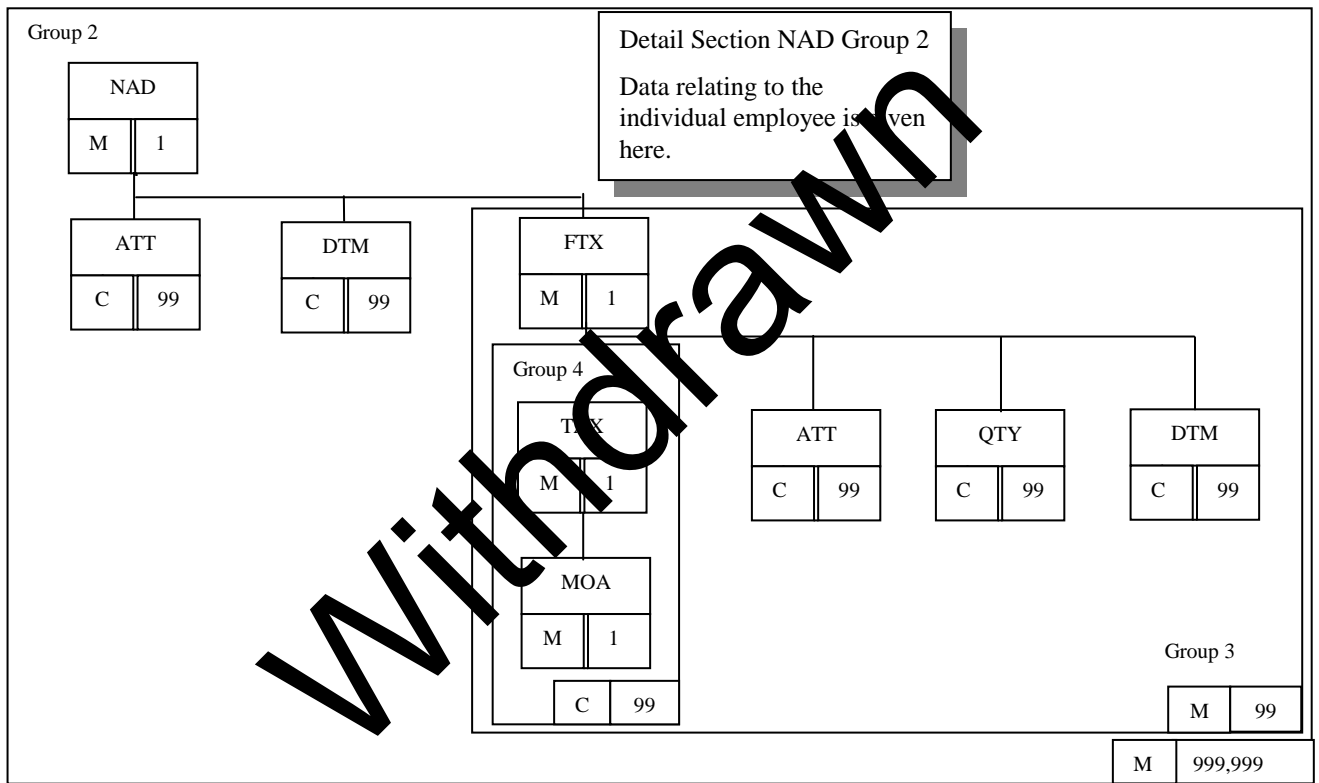 Group 2
Detail Section NAD Group 2
Data relating to the
individual employee is
here.
NAD
M 1
ATT
C 99
DTM
C 99
FTX
M 1
Group 4
M 1
MOA
M 1
C 99
ATT
C 99
QTY
C 99
DTM
C 99
Group 3
M 99
M 999,999
Withdrawn